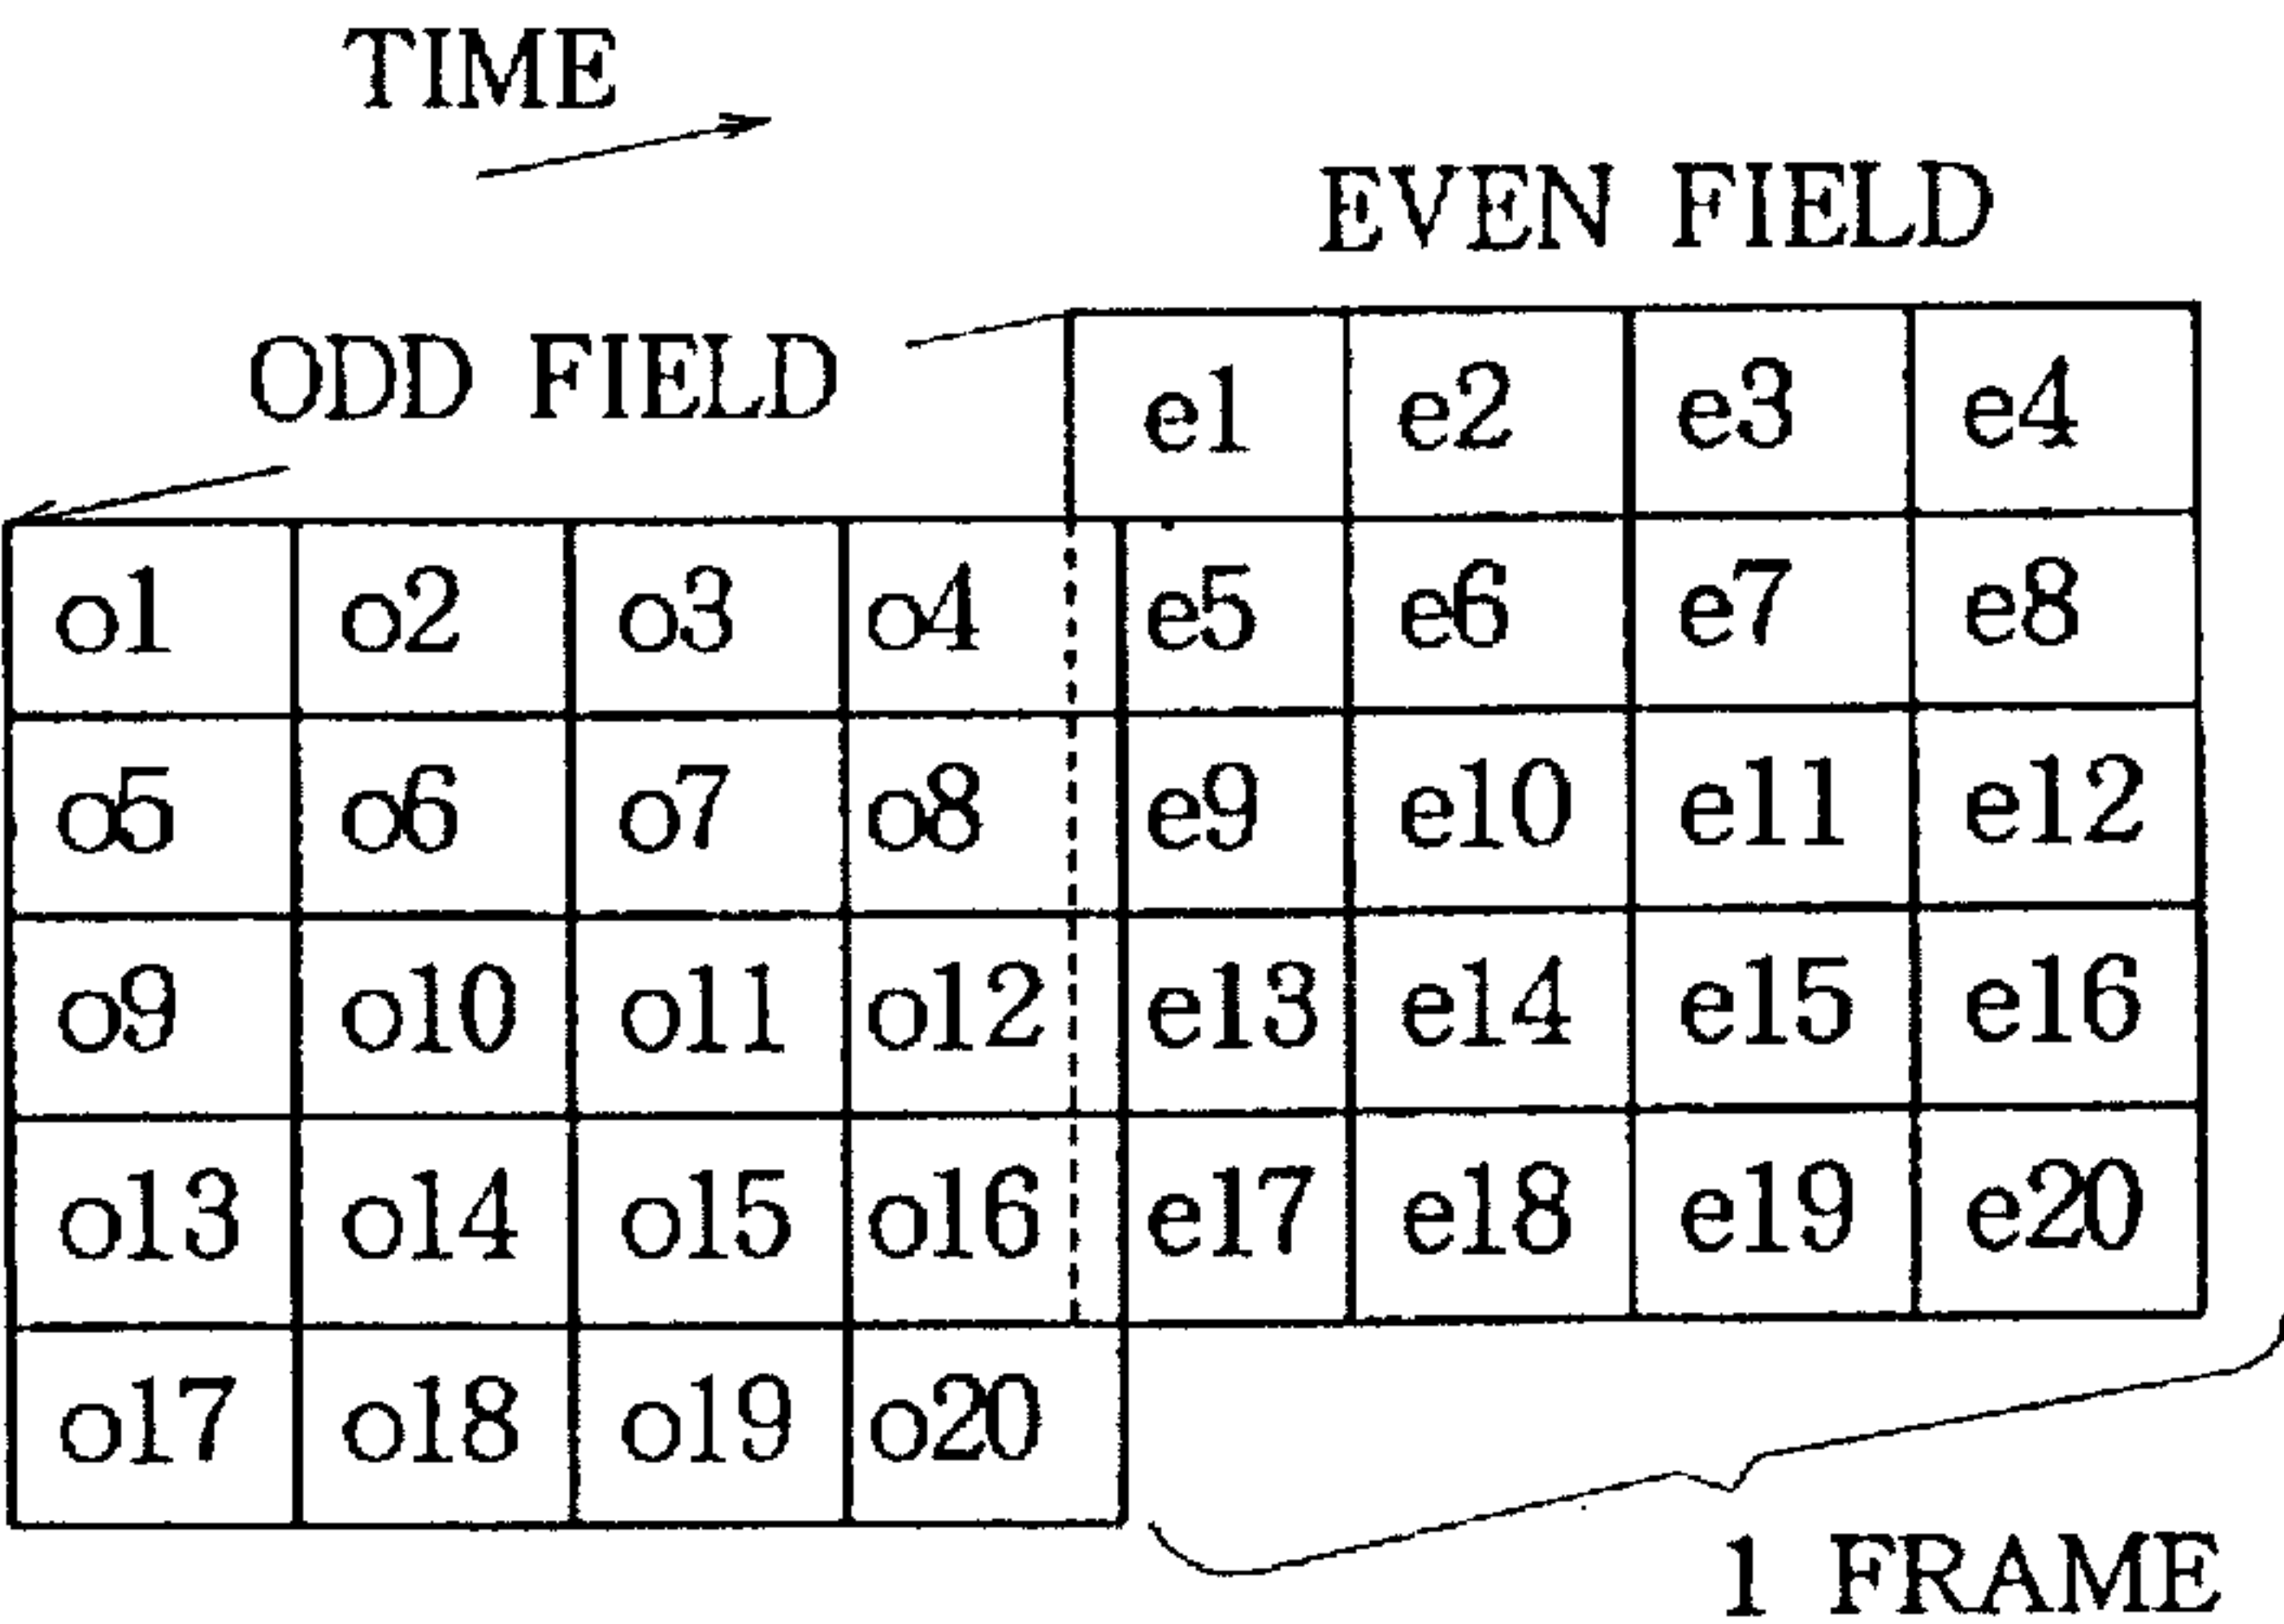 TIME
EVEN FIELD
ODD FIELD
e1 e2 e3 e4
o1 o2 o3 o4 e5 e6 e7 e8
o5 o6 o7 o8 e9 e10 e11 e12
o9 o10 o11 o12 e13 e14 e15 e16
o13 o14 o15 o16 e17 e18 e19 e20
o17 o18 o19 o20
1 FRAME